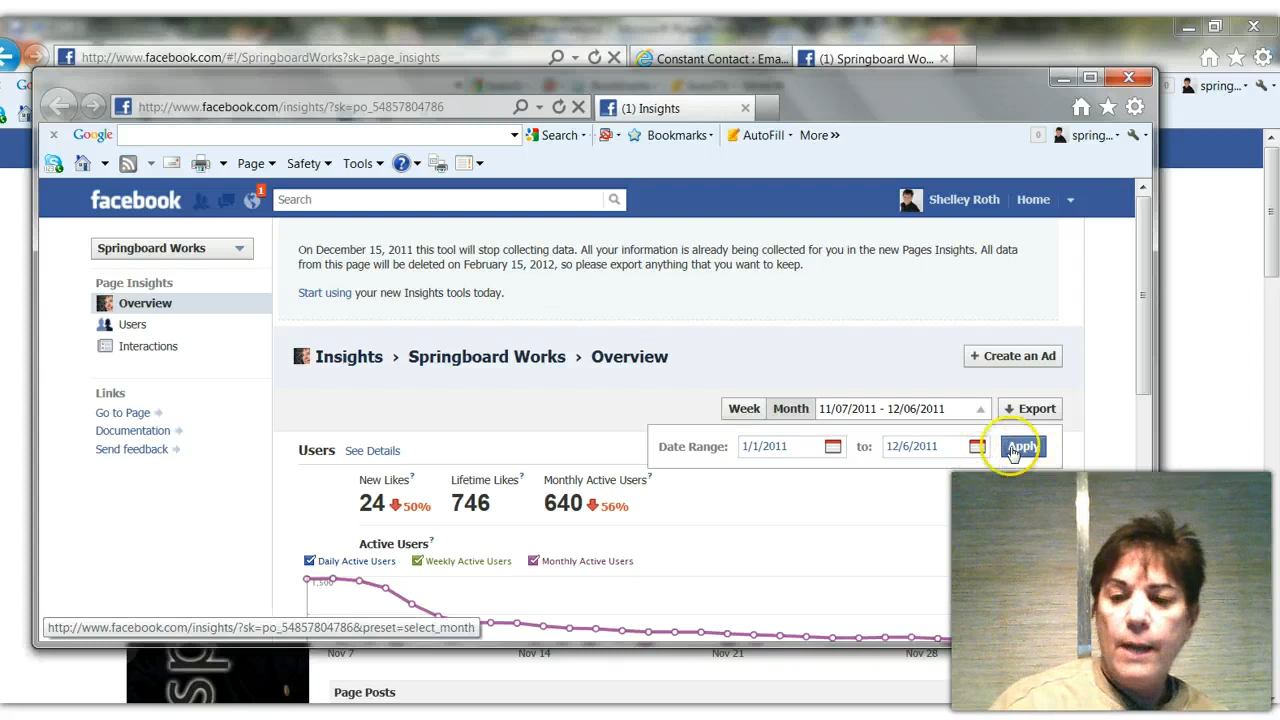 http://www.facebook.com/#!/SpringboardWorks?sk=page_insights
Constant Contact : Ema...
(1) Springboard Wo...
spring...
http://www.facebook.com/insights/?sk=po_54857804786
(1) Insights
Google
Search
Bookmarks
AutoFill
More »
0
spring...
Page
Safety
Tools
facebook
1
Search
Shelley Roth
Home
Springboard Works
Page Insights
Overview
Users
Interactions
Links
Go to Page
Documentation
Send feedback
On December 15, 2011 this tool will stop collecting data. All your information is already being collected for you in the new Pages Insights. All data
from this page will be deleted on February 15, 2012, so please export anything that you want to keep.
Start using your new Insights tools today.
Insights › Springboard Works › Overview
+ Create an Ad
Week
Month
11/07/2011 - 12/06/2011
Export
Date Range:
1/1/2011
to:
12/6/2011
Apply
Users See Details
New Likes?
24 50%
Lifetime Likes?
746
Monthly Active Users?
640 56%
Active Users?
Daily Active Users
Weekly Active Users
Monthly Active Users
1,500
http://www.facebook.com/insights/?sk=po_54857804786&preset=select_month
Nov 7
Nov 14
Nov 21
Nov 28
Page Posts
sp